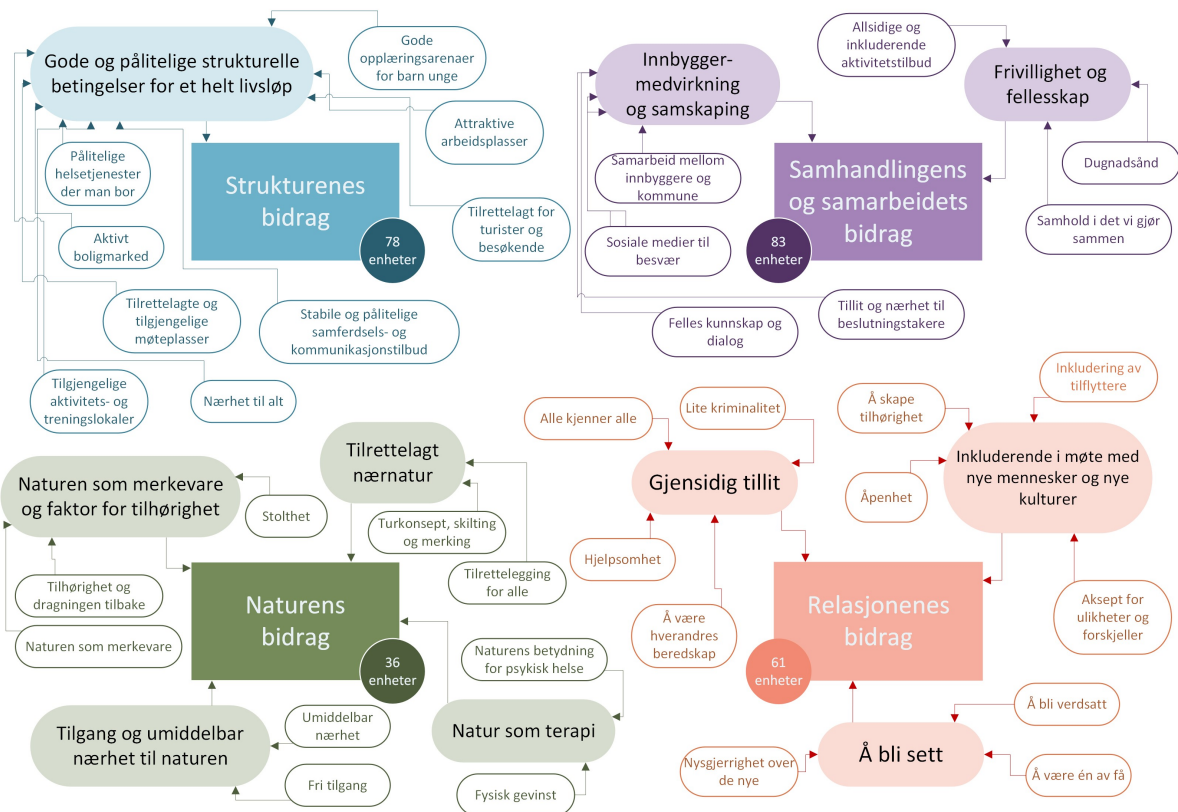 Gode og pålitelige strukturelle
betingelser for et helt livsløp
Gode
opplæringsarenaer
for barn unge
Attraktive
arbeidsplasser
Pålitelige
helsetjenester
der man bor
Strukturenes
bidrag
78
enheter
Tilrettelagt for
turister og
besøkende
Aktivt
boligmarked
Tilrettelagte og
tilgjengelige
møteplasser
Stabile og pålitelige
samferdsels- og
kommunikasjonstilbud
Tilgjengelige
aktivitets- og
treningslokaler
Nærhet til alt
Innbygger-
medvirkning
og samskaping
Allsidige og
inkluderende
aktivitetstilbud
Frivillighet og
fellesskap
Samarbeid mellom
innbyggere og
kommune
Samhandlingens
og samarbeidets
bidrag
83
enheter
Dugnadsånd
Sosiale medier til
besvær
Samhold i det vi gjør
sammen
Felles kunnskap og
dialog
Tillit og nærhet til
beslutningstakere
Naturen som merkevare
og faktor for tilhørighet
Stolthet
Tilrettelagt
nærnatur
Turkonsept, skilting
og merking
Tilrettelegging
for alle
Tilhørighet og
dragningen tilbake
Naturen som merkevare
Naturens
bidrag
36
enheter
Naturens betydning
for psykisk helse
Tilgang og umiddelbar
nærhet til naturen
Umiddelbar
nærhet
Fri tilgang
Natur som terapi
Fysisk gevinst
Alle kjenner alle
Lite kriminalitet
Gjensidig tillit
Hjelpsomhet
Å være
hverandres
beredskap
Å skape
tilhørighet
Inkludering av
tilflyttere
Inkluderende i møte med
nye mennesker og nye
kulturer
Åpenhet
Aksept for
ulikheter og
forskjeller
Relasjonenes
bidrag
61
enheter
Å bli verdsatt
Nysgjerrighet over
de nye
Å bli sett
Å være én av få